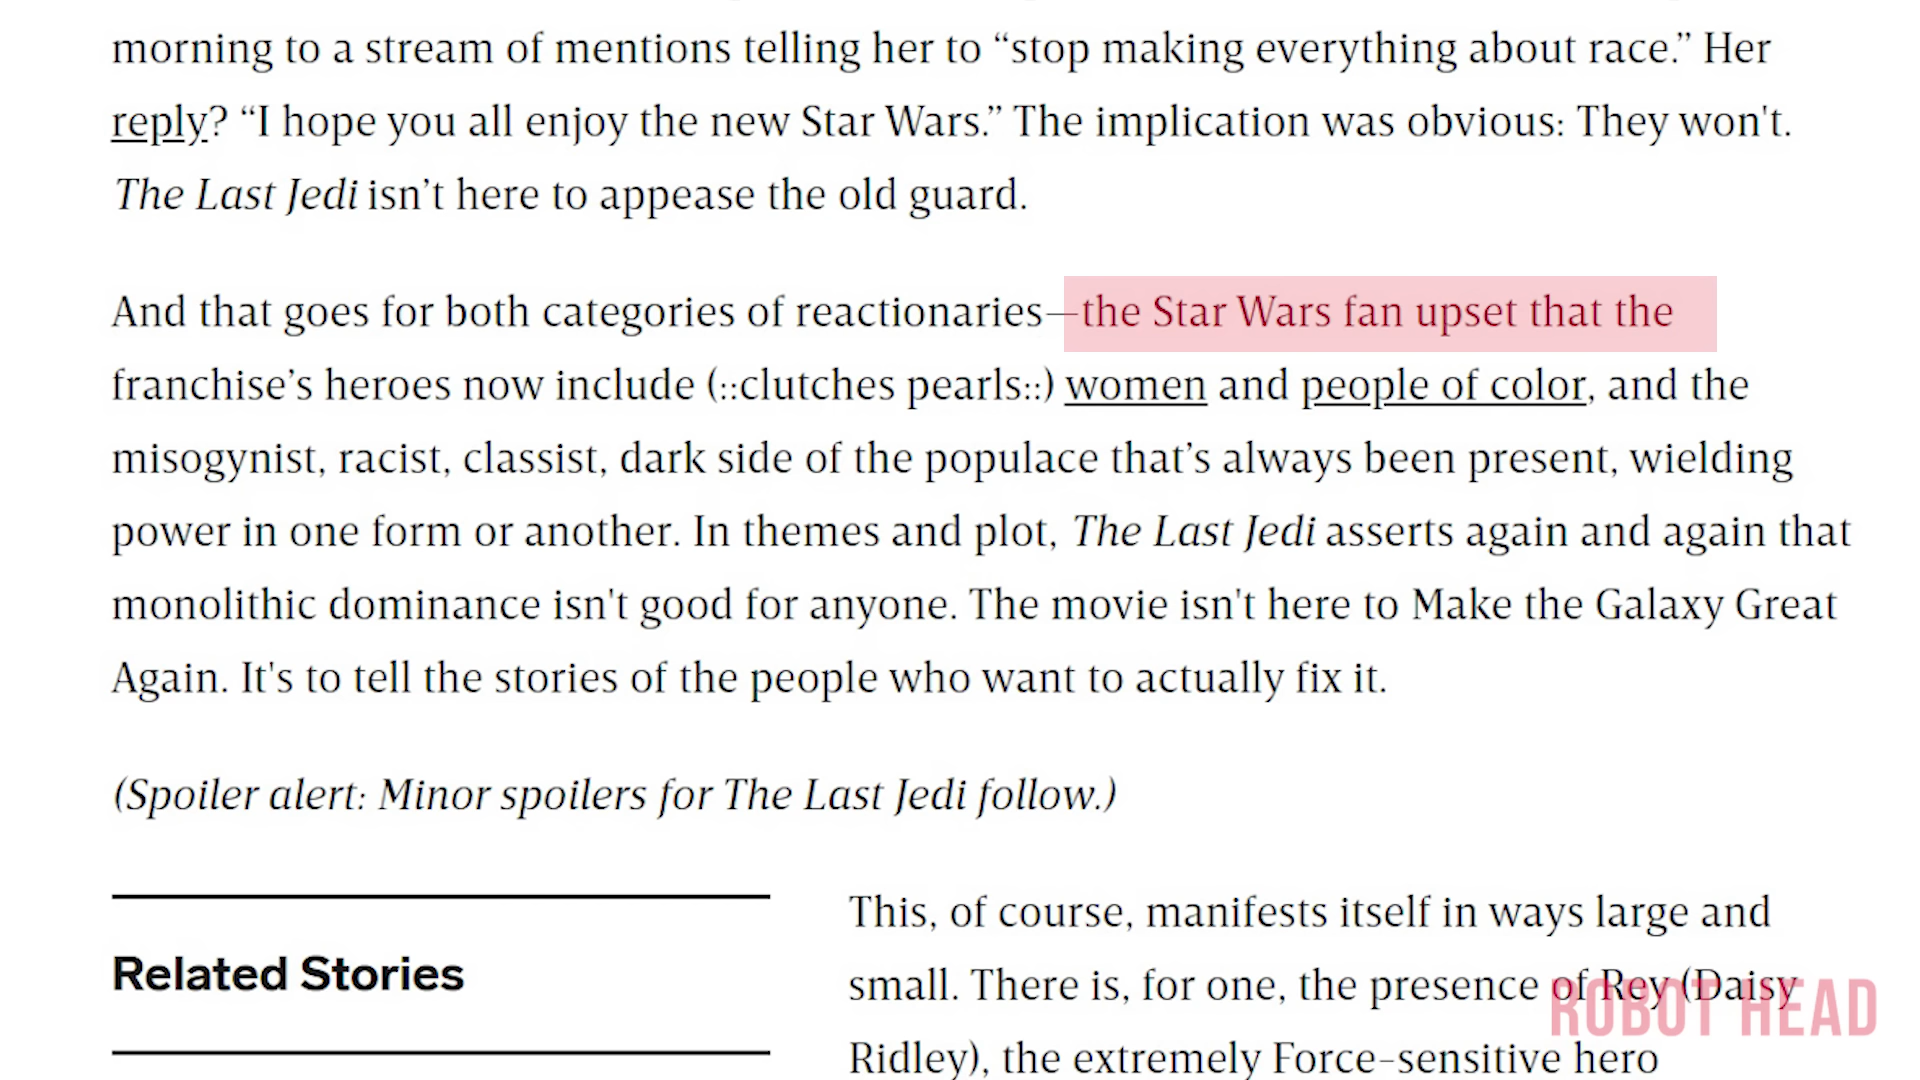 morning to a stream of mentions telling her to “stop making everything about race.” Her
reply? “I hope you all enjoy the new Star Wars.” The implication was obvious: They won't.
The Last Jedi isn’t here to appease the old guard.
And that goes for both categories of reactionaries—the Star Wars fan upset that the
franchise’s heroes now include (::clutches pearls::) women and people of color, and the
misogynist, racist, classist, dark side of the populace that’s always been present, wielding
power in one form or another. In themes and plot, The Last Jedi asserts again and again that
monolithic dominance isn't good for anyone. The movie isn't here to Make the Galaxy Great
Again. It's to tell the stories of the people who want to actually fix it.
(Spoiler alert: Minor spoilers for The Last Jedi follow.)
Related Stories
This, of course, manifests itself in ways large and
small. There is, for one, the presence of Rey (Daisy
Ridley), the extremely Force-sensitive hero
ROBOT HEAD